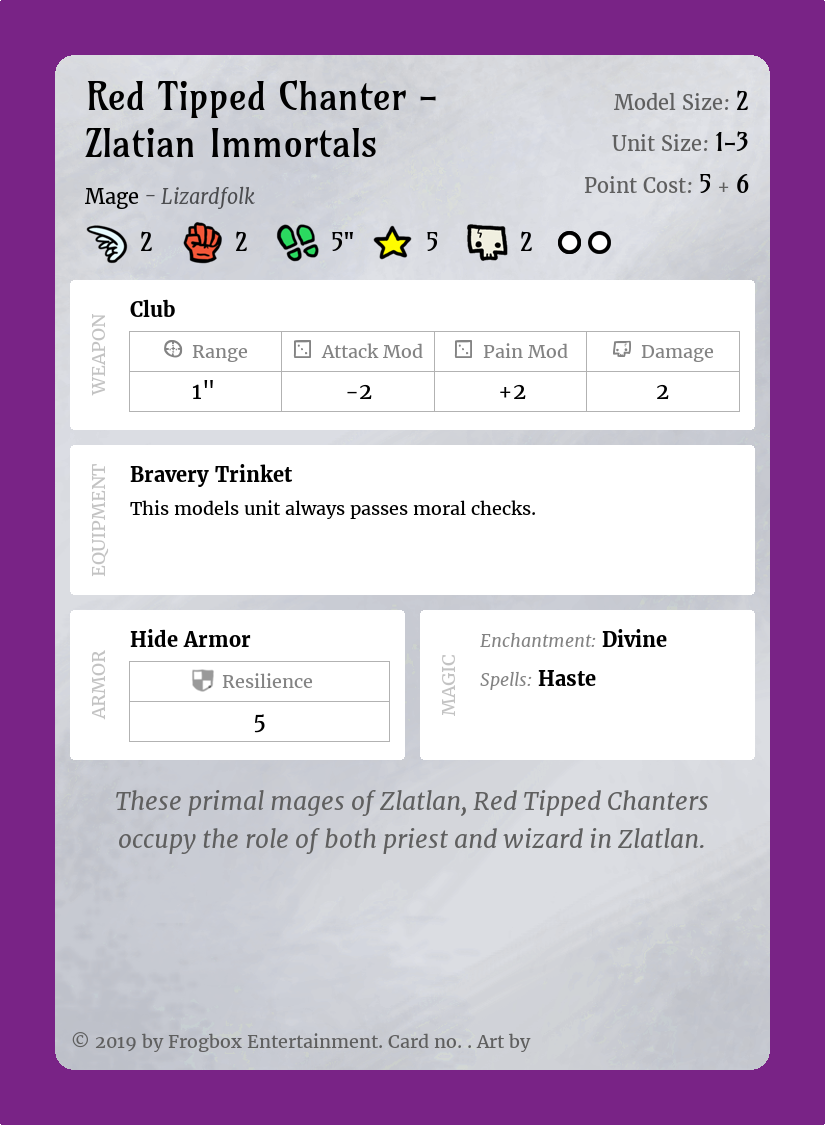 Red Tipped Chanter –
Zlatian Immortals
Mage - Lizardfolk
Model Size: 2
Unit Size: 1-3
Point Cost: 5 + 6
2 2 5" 5 2
WEAPON
Club
Range Attack Mod Pain Mod Damage
1" -2 +2 2
EQUIPMENT
Bravery Trinket
This models unit always passes moral checks.
ARMOR
Hide Armor
Resilience
5
MAGIC
Enchantment: Divine
Spells: Haste
These primal mages of Zlatlan, Red Tipped Chanters
occupy the role of both priest and wizard in Zlatlan.
© 2019 by Frogbox Entertainment. Card no. . Art by